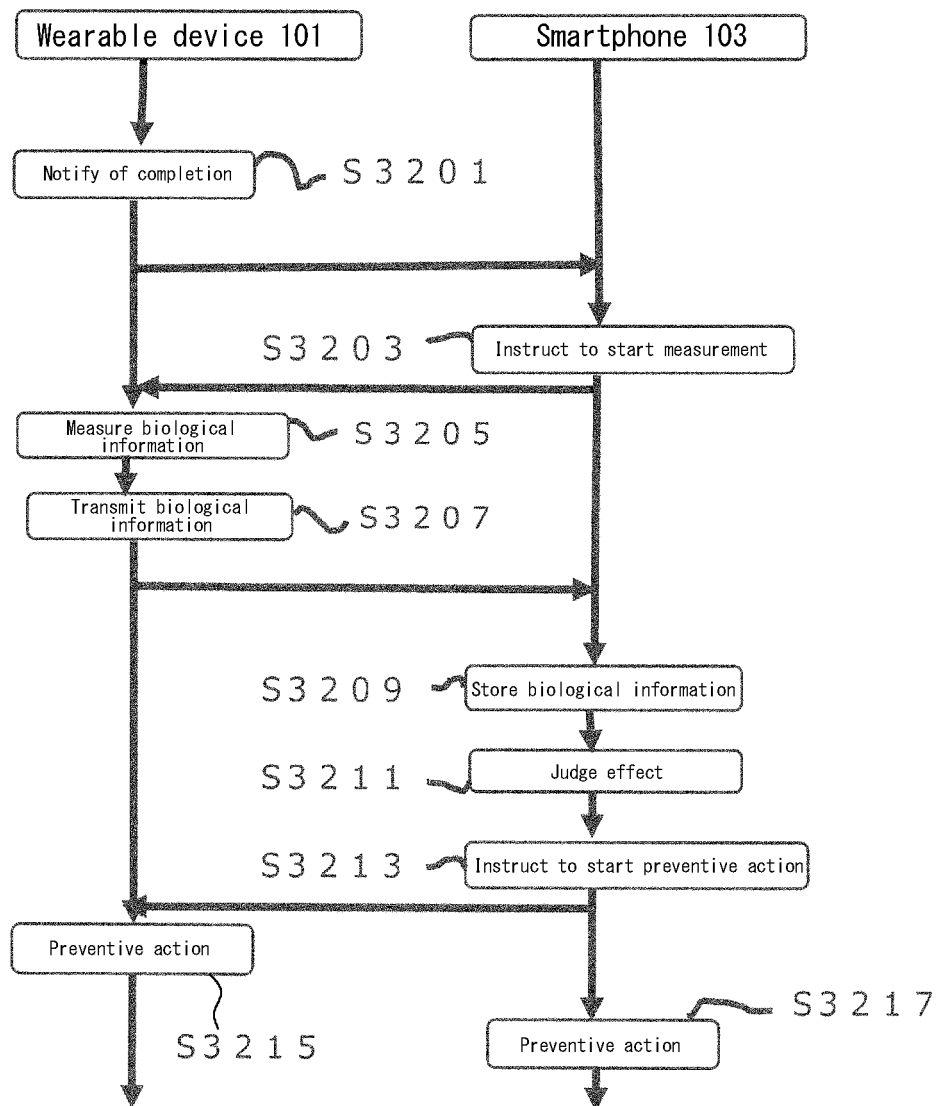 Wearable device 101
Smartphone 103
Notify of completion
S3201
S3203
Instruct to start measurement
Measure biological
information
S3205
Transmit biological
information
S3207
S3209
Store biological information
S3211
Judge effect
S3213
Instruct to start preventive action
Preventive action
S3215
S3217
Preventive action